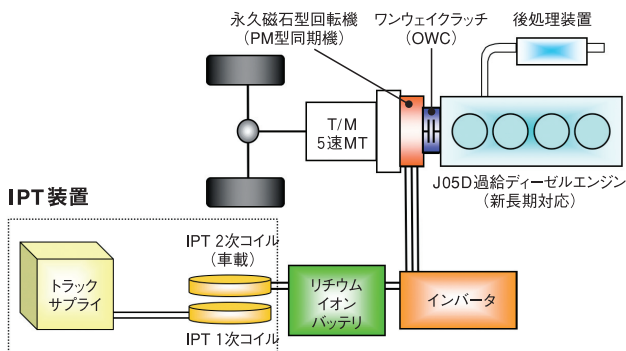 永久磁石型回転機
(PM型同期機)
ワンウェイクラッチ
(OWC)
後処理装置
T/M
5速MT
J05D過給ディーゼルエンジン
(新長期対応)
IPT装置
トラック
サプライ
IPT 2次コイル
(車載)
IPT 1次コイル
リチウム
イオン
バッテリ
インバータ